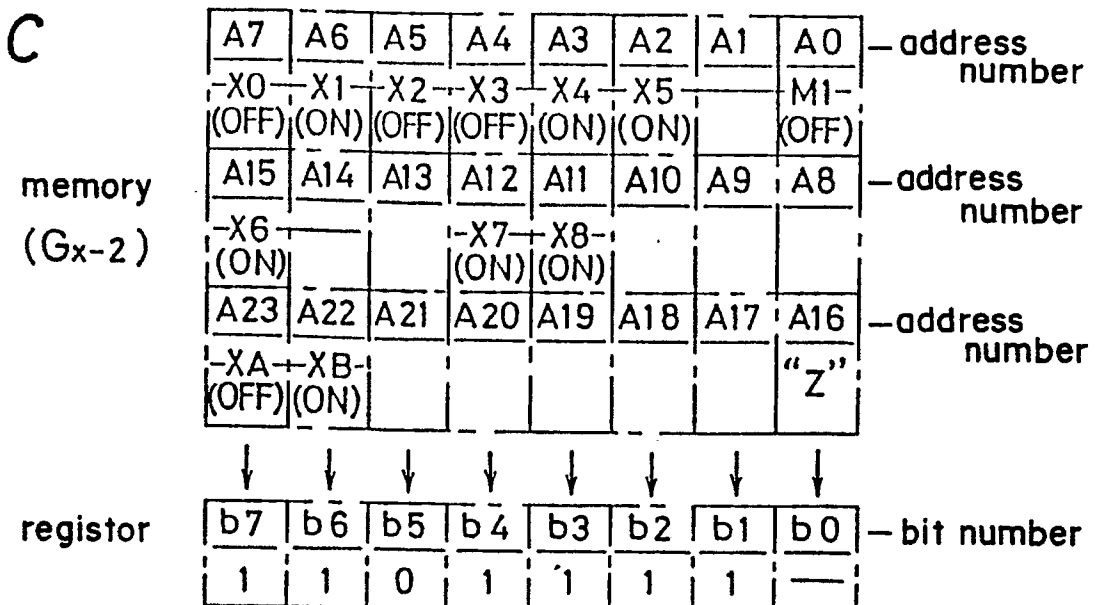 C
A7 A6 A5 A4 A3 A2 A1 A0 address number
X0 X1 X2 X3 X4 X5 M1
(OFF) (ON) (OFF) (OFF) (ON) (ON) (OFF)
memory (Gx-2)
A15 A14 A13 A12 A11 A10 A9 A8 address number
X6 X7 X8
(ON) (ON) (ON)
A23 A22 A21 A20 A19 A18 A17 A16 address number
XA XB "Z"
(OFF) (ON)
registor b7 b6 b5 b4 b3 b2 b1 b0 bit number
1 1 0 1 1 1 1 —